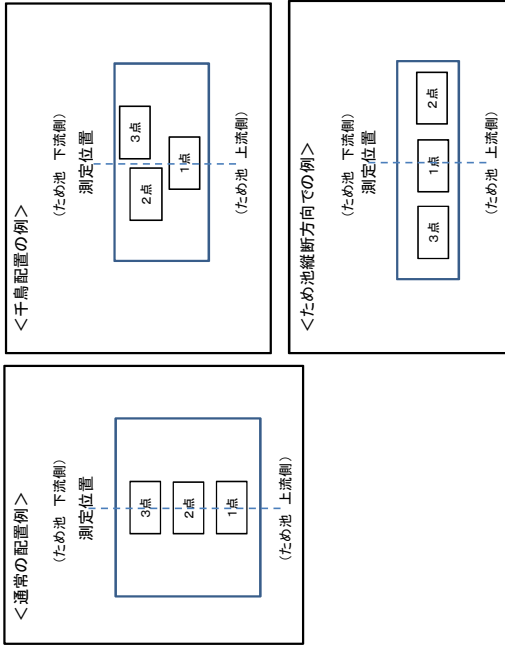 ＜通常の配置例＞
（ため池 下流側）
測定位置
3点
2点
1点
（ため池 上流側）
＜千鳥配置の例＞
（ため池 下流側）
測定位置
3点
2点
1点
（ため池 上流側）
＜ため池縦断方向での例＞
（ため池 下流側）
測定位置
3点
1点
2点
（ため池 上流側）